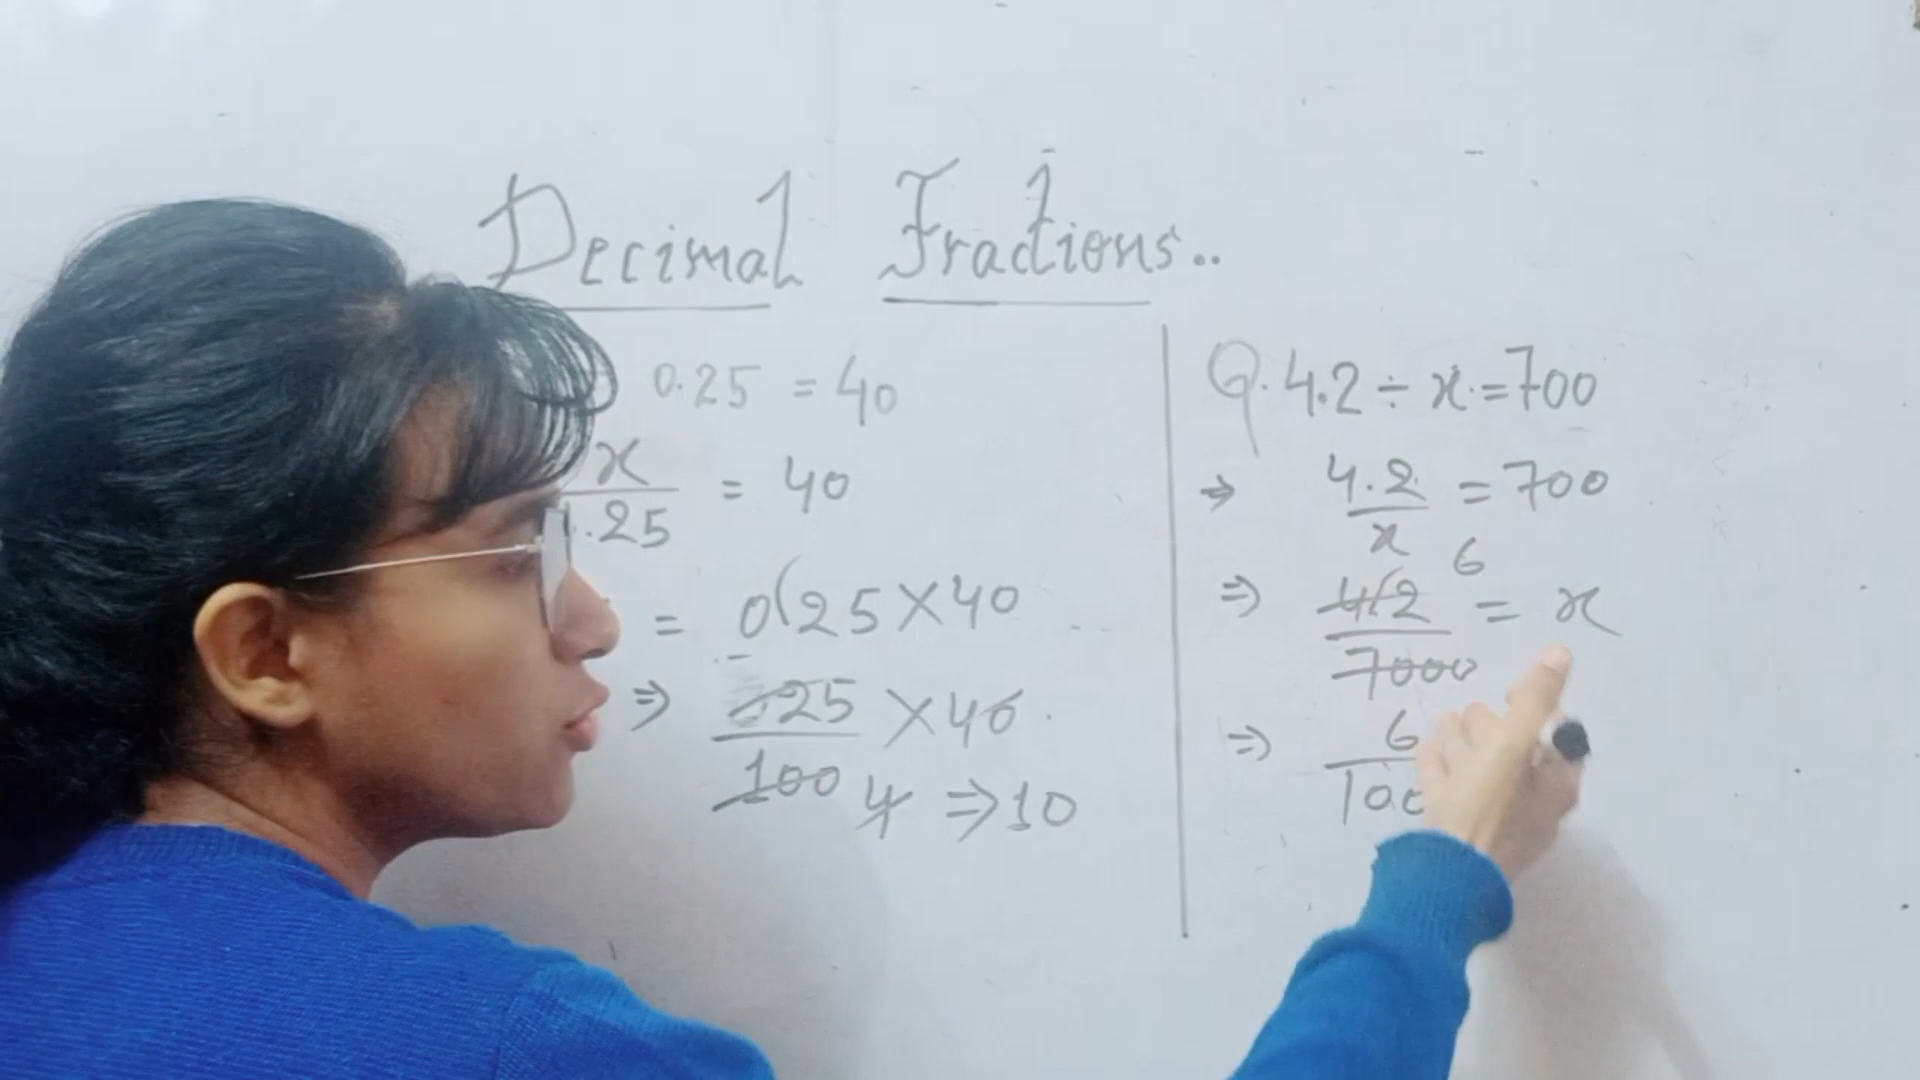 Decimal Fractions..
0.25 = 40
x
.25
= 40
= 0(25 × 40
⇒ 025
100
× 40
4 ⇒ 10
Q. 4.2 ÷ x. = 700
⇒ 4.2
x
= 700
6
⇒ 4(2
7000
= x
⇒ 6
100